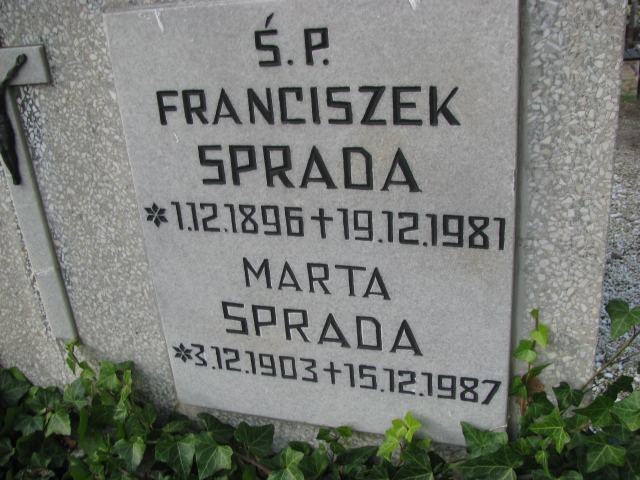 Ś. P.
FRANCISZEK
SPRADA
*1.12.1896 + 19.12.1981
MARTA
SPRADA
*3.12.1903 + 15.12.1987